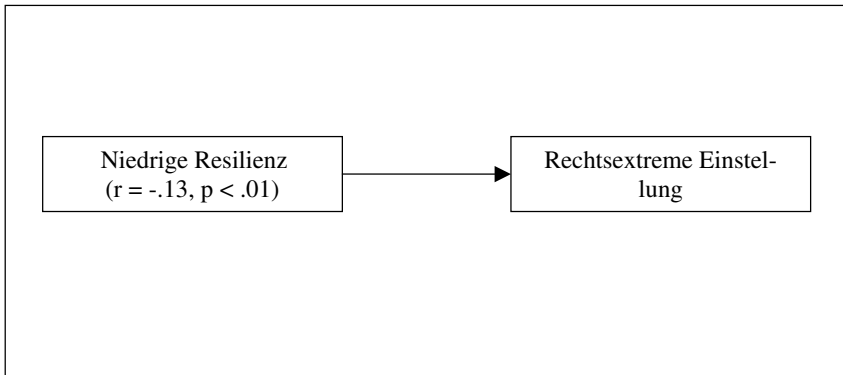 Niedrige Resilienz
(r = -.13, p < .01)
Rechtsextreme Einstel-
lung